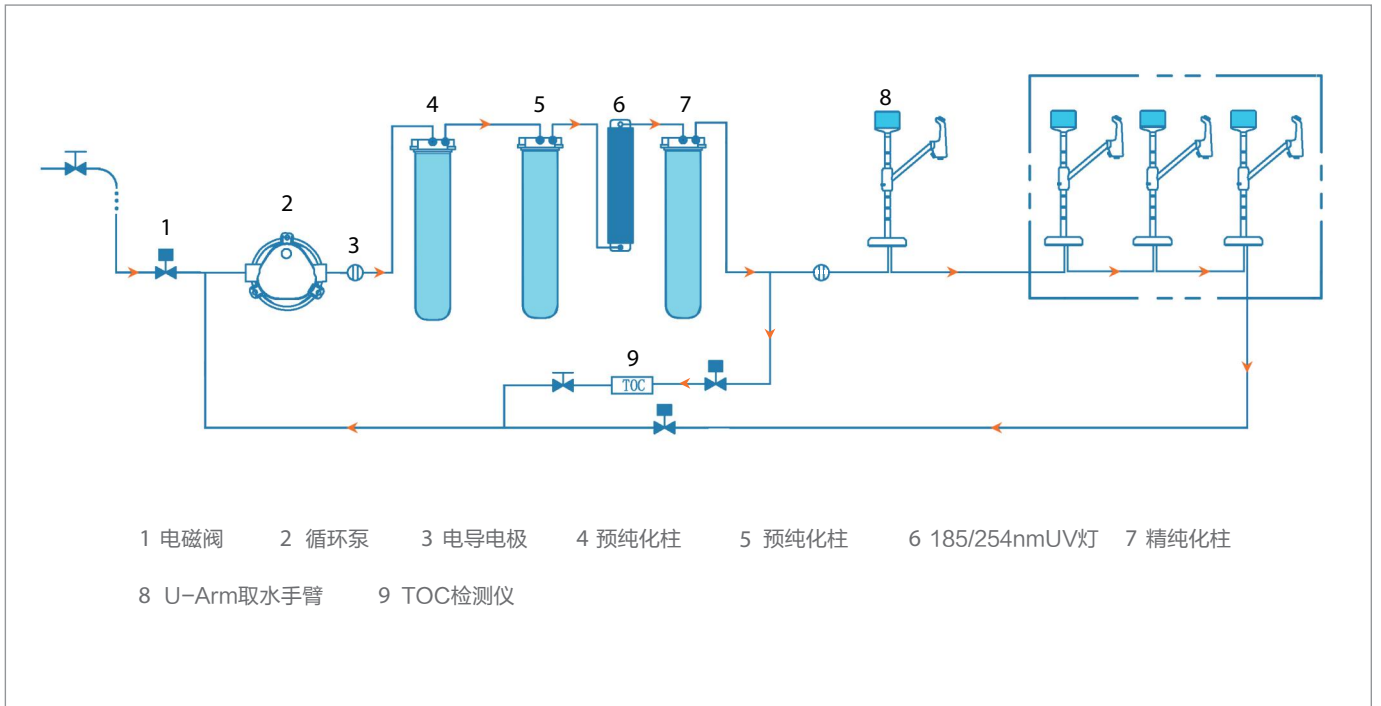 4 5 6 7 8
1 2 3
9
TOC
1 电磁阀 2 循环泵 3 电导电极 4 预纯化柱 5 预纯化柱 6 185/254nmUV灯 7 精纯化柱
8 U-Arm取水手臂 9 TOC检测仪